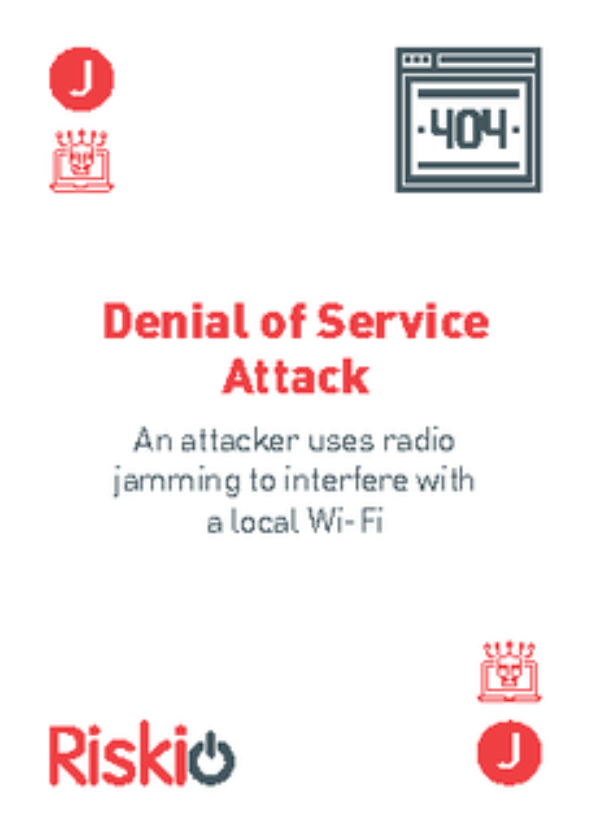 J
404
Denial of Service
Attack
An attacker uses radio
jamming to interfere with
a local Wi-Fi
Riskio
J